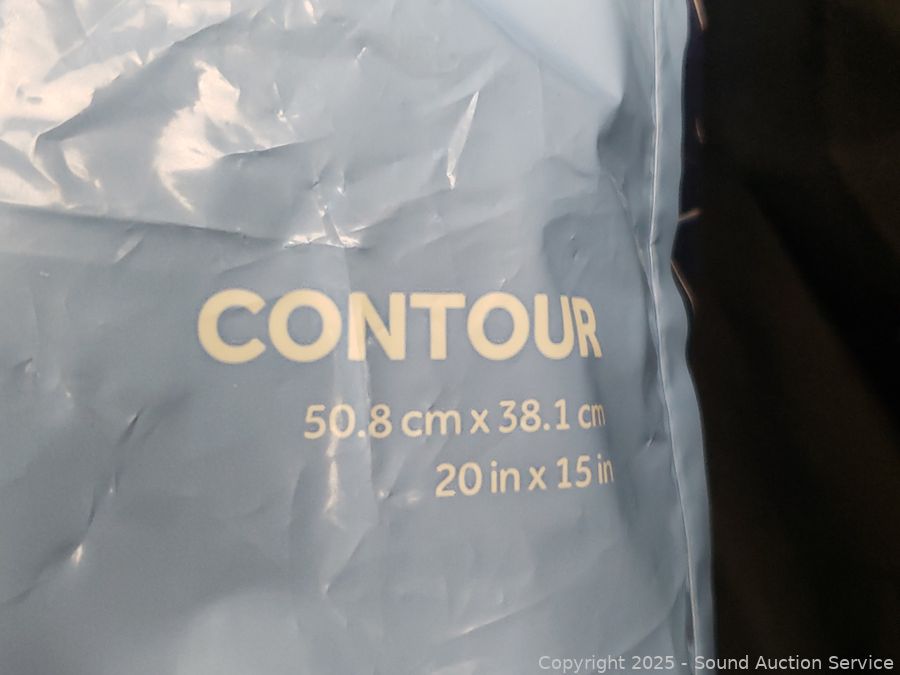 CONTOUR
50.8 cm x 38.1 cm
20 in x 15 in
Copyright 2025 - Sound Auction Service